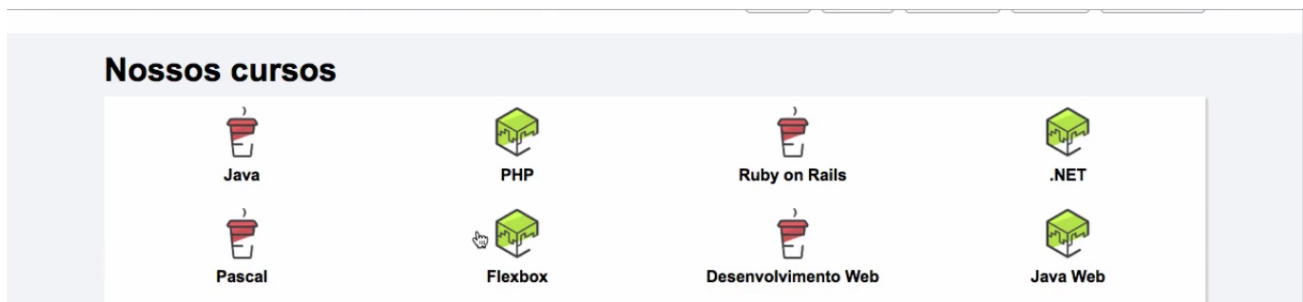 Nossos cursos
Java PHP Ruby on Rails .NET
Pascal Flexbox Desenvolvimento Web Java Web